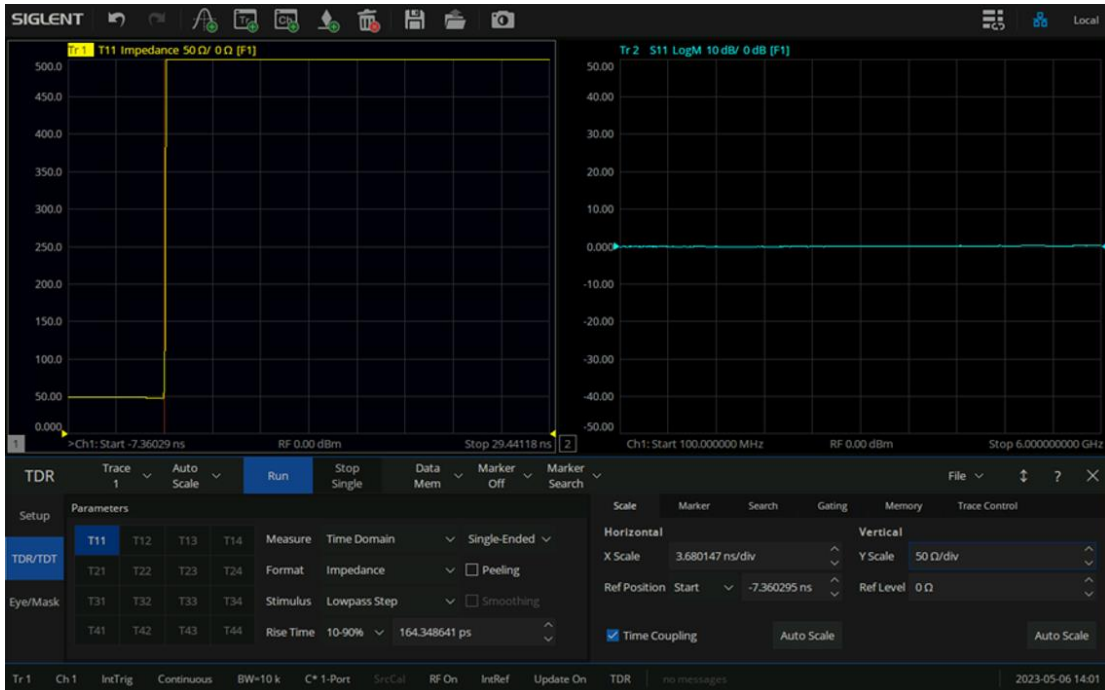 SIGLENT Tr Ch Local
Tr 1 T11 Impedance 50 Ω/ 0 Ω [F1]
500.0
450.0
400.0
350.0
300.0
250.0
200.0
150.0
100.0
50.00
0.000
1 >Ch1: Start -7.36029 ns RF 0.00 dBm Stop 29.44118 ns
Tr 2 S11 LogM 10 dB/ 0 dB [F1]
50.00
40.00
30.00
20.00
10.00
0.000
-10.00
-20.00
-30.00
-40.00
-50.00
2 Ch1: Start 100.000000 MHz RF 0.00 dBm Stop 6.000000000 GHz
TDR Trace 1 Auto Scale Run Stop Single Data Mem Marker Off Marker Search File ? X
Setup
TDR/TDT
Eye/Mask
Parameters
T11 T12 T13 T14 Measure Time Domain Single-Ended
T21 T22 T23 T24 Format Impedance Peeling
T31 T32 T33 T34 Stimulus Lowpass Step Smoothing
T41 T42 T43 T44 Rise Time 10-90% 164.348641 ps
Scale Marker Search Gating Memory Trace Control
Horizontal Vertical
X Scale 3.680147 ns/div Y Scale 50 Ω/div
Ref Position Start -7.360295 ns Ref Level 0 Ω
Time Coupling Auto Scale Auto Scale
Tr 1 Ch 1 IntTrig Continuous BW=10 k C* 1-Port SrcCal RF On IntRef Update On TDR no messages 2023-05-06 14:01